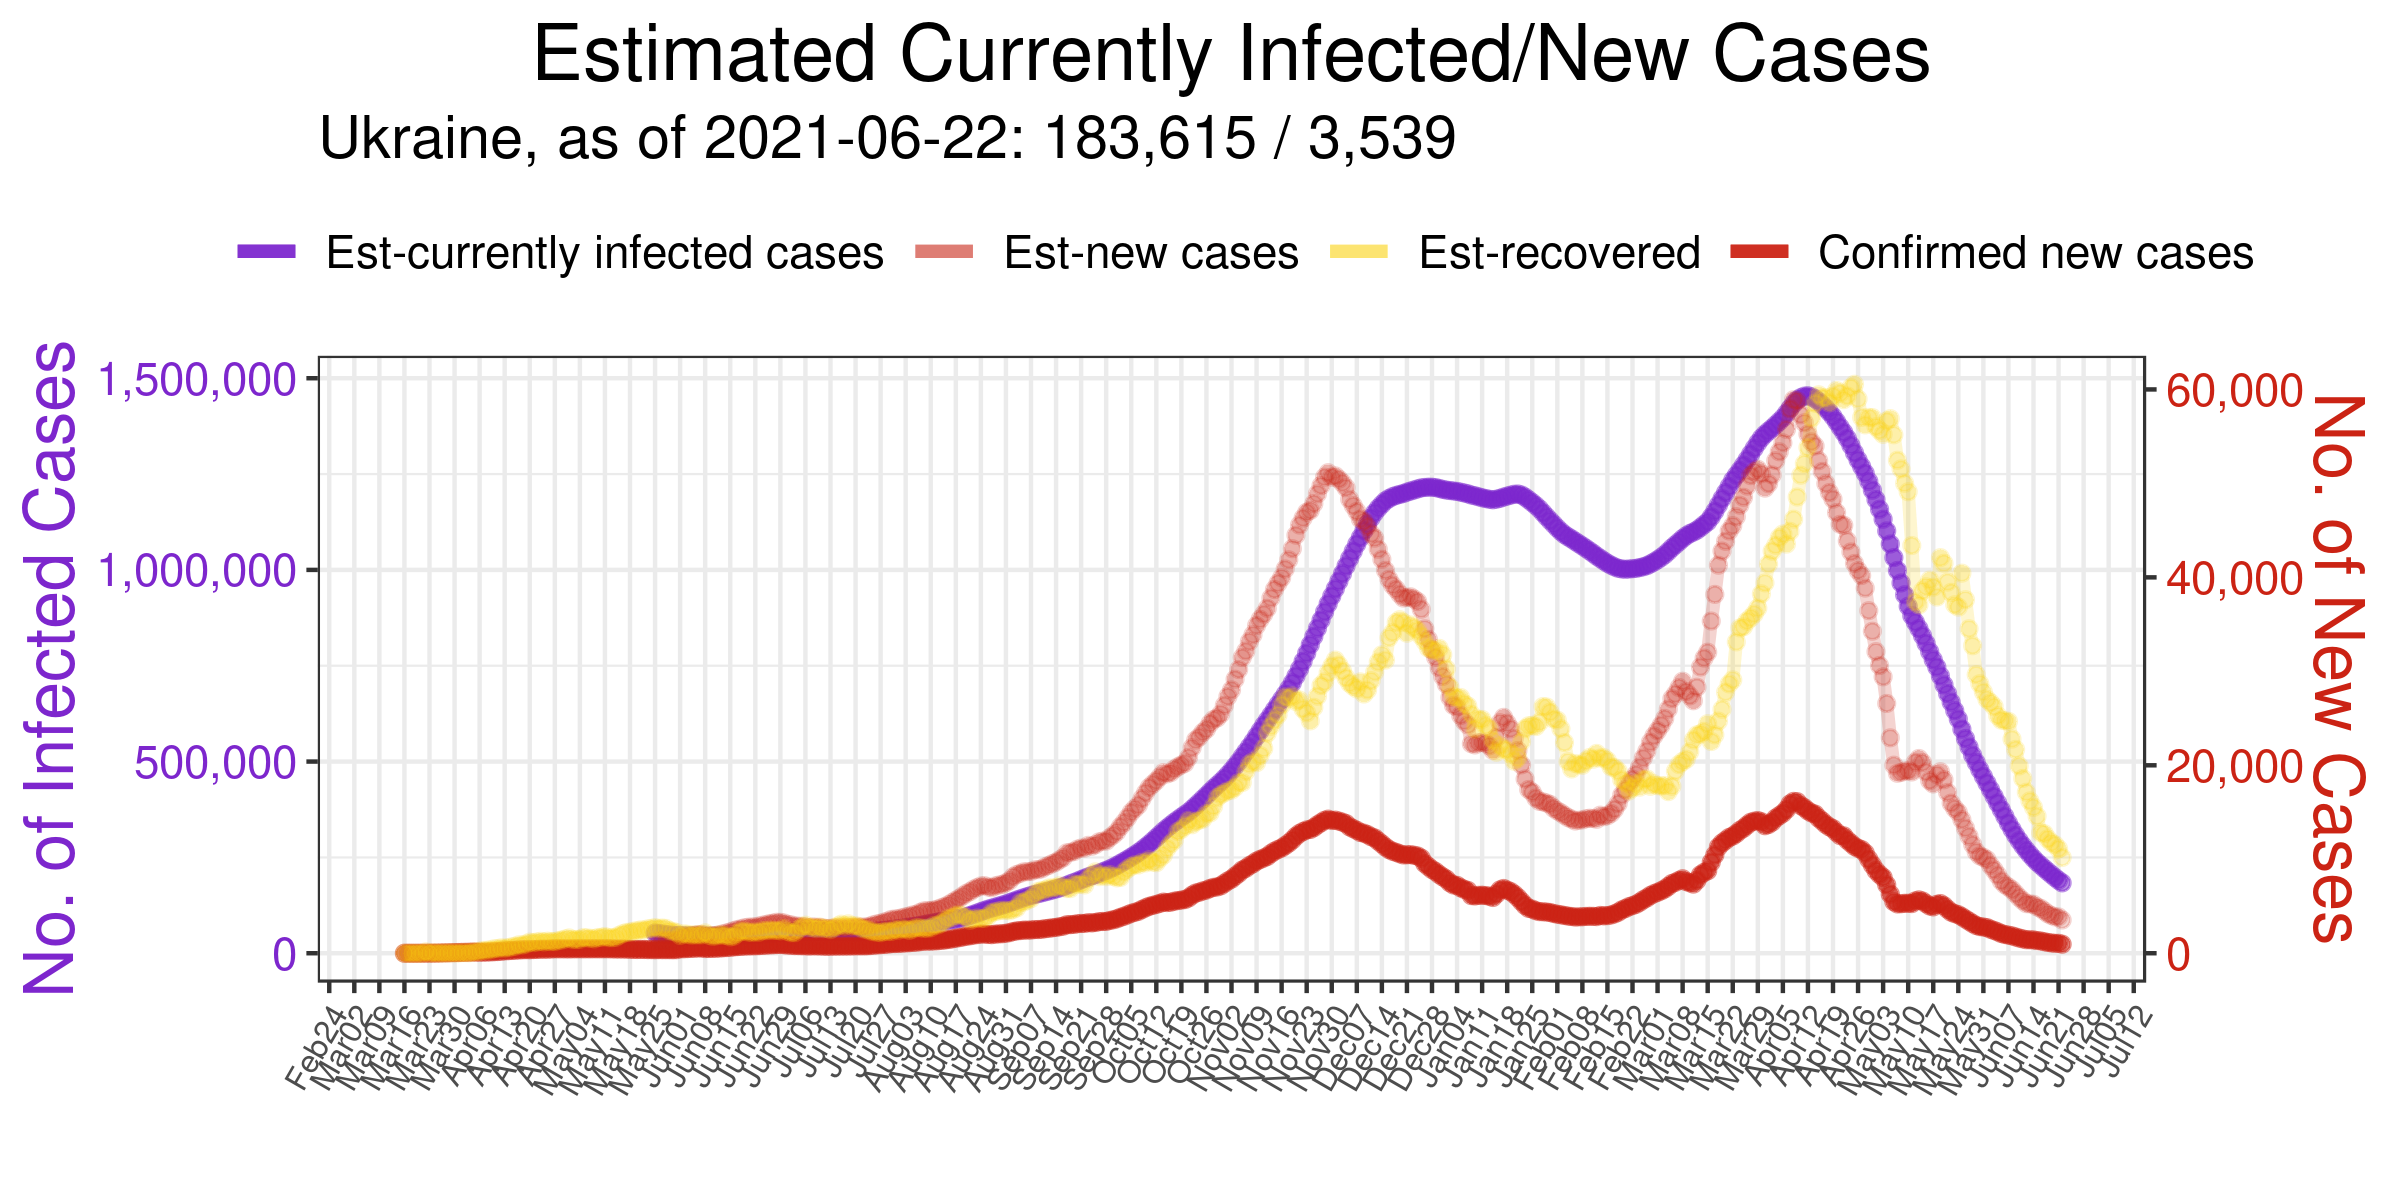 Estimated Currently Infected/New Cases
Ukraine, as of 2021-06-22: 183,615 / 3,539
Est-currently infected cases Est-new cases Est-recovered Confirmed new cases
No. of Infected Cases
1,500,000
1,000,000
500,000
0
60,000
40,000
20,000
0
No. of New Cases
Feb24 Mar02 Mar09 Mar16 Mar23 Mar30 Apr06 Apr13 Apr20 Apr27 May04 May11 May18 May25 Jun01 Jun08 Jun15 Jun22 Jun29 Jul06 Jul13 Jul20 Jul27 Aug03 Aug10 Aug17 Aug24 Aug31 Sep07 Sep14 Sep21 Sep28 Oct05 Oct12 Oct19 Oct26 Nov02 Nov09 Nov16 Nov23 Nov30 Dec07 Dec14 Dec21 Dec28 Jan04 Jan11 Jan18 Jan25 Feb01 Feb08 Feb15 Feb22 Mar01 Mar08 Mar15 Mar22 Mar29 Apr05 Apr12 Apr19 Apr26 May03 May10 May17 May24 May31 Jun07 Jun14 Jun21 Jun28 Jul05 Jul12